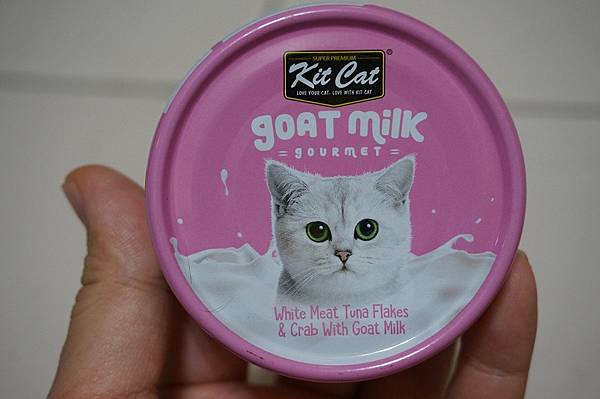 SUPER PREMIUM
Kit Cat®
LOVE YOUR CAT, LOVE WITH KIT CAT
goat milk
= GOURMET =
White Meat Tuna Flakes
& Crab With Goat Milk